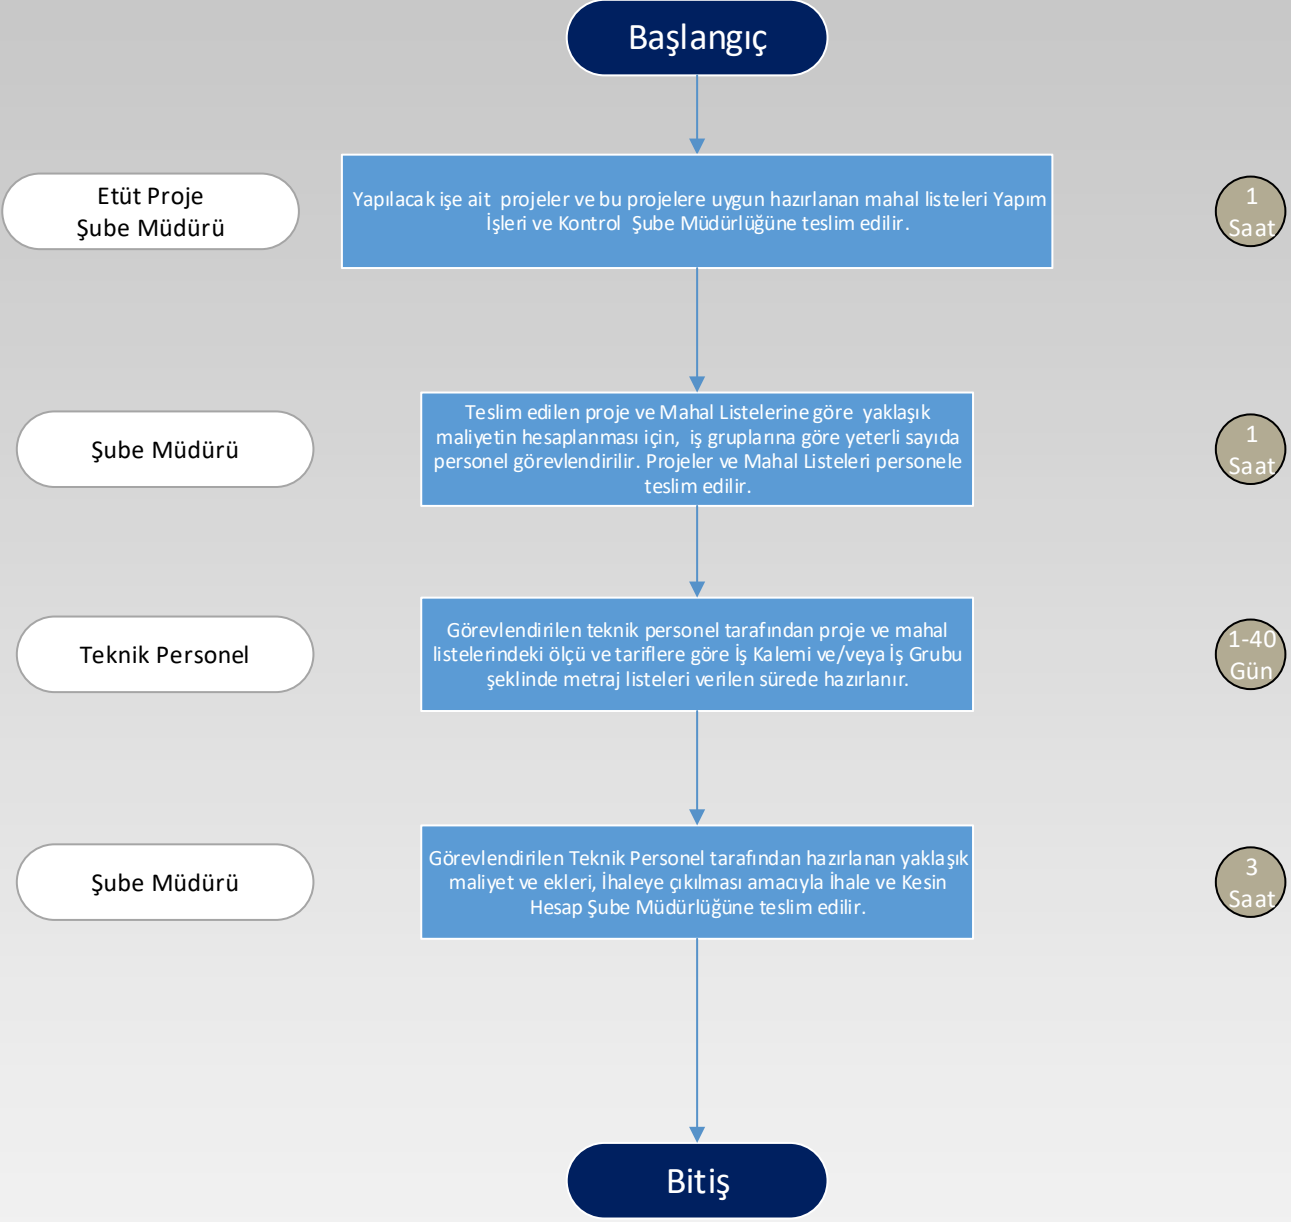 Başlangıç
Etüt Proje
Şube Müdürü
Yapılacak işe ait projeler ve bu projelere uygun hazırlanan mahal listeleri Yapım
İşleri ve Kontrol Şube Müdürlüğüne teslim edilir.
1
Saat
Şube Müdürü
Teslim edilen proje ve Mahal Listelerine göre yaklaşık
maliyetin hesaplanması için, iş gruplarına göre yeterli sayıda
personel görevlendirilir. Projeler ve Mahal Listeleri personele
teslim edilir.
1
Saat
Teknik Personel
Görevlendirilen teknik personel tarafından proje ve mahal
listelerindeki ölçü ve tariflere göre İş Kalemi ve/veya İş Grubu
şeklinde metraj listeleri verilen sürede hazırlanır.
1-40
Gün
Şube Müdürü
Görevlendirilen Teknik Personel tarafından hazırlanan yaklaşık
maliyet ve ekleri, İhaleye çıkılması amacıyla İhale ve Kesin
Hesap Şube Müdürlüğüne teslim edilir.
3
Saat
Bitiş